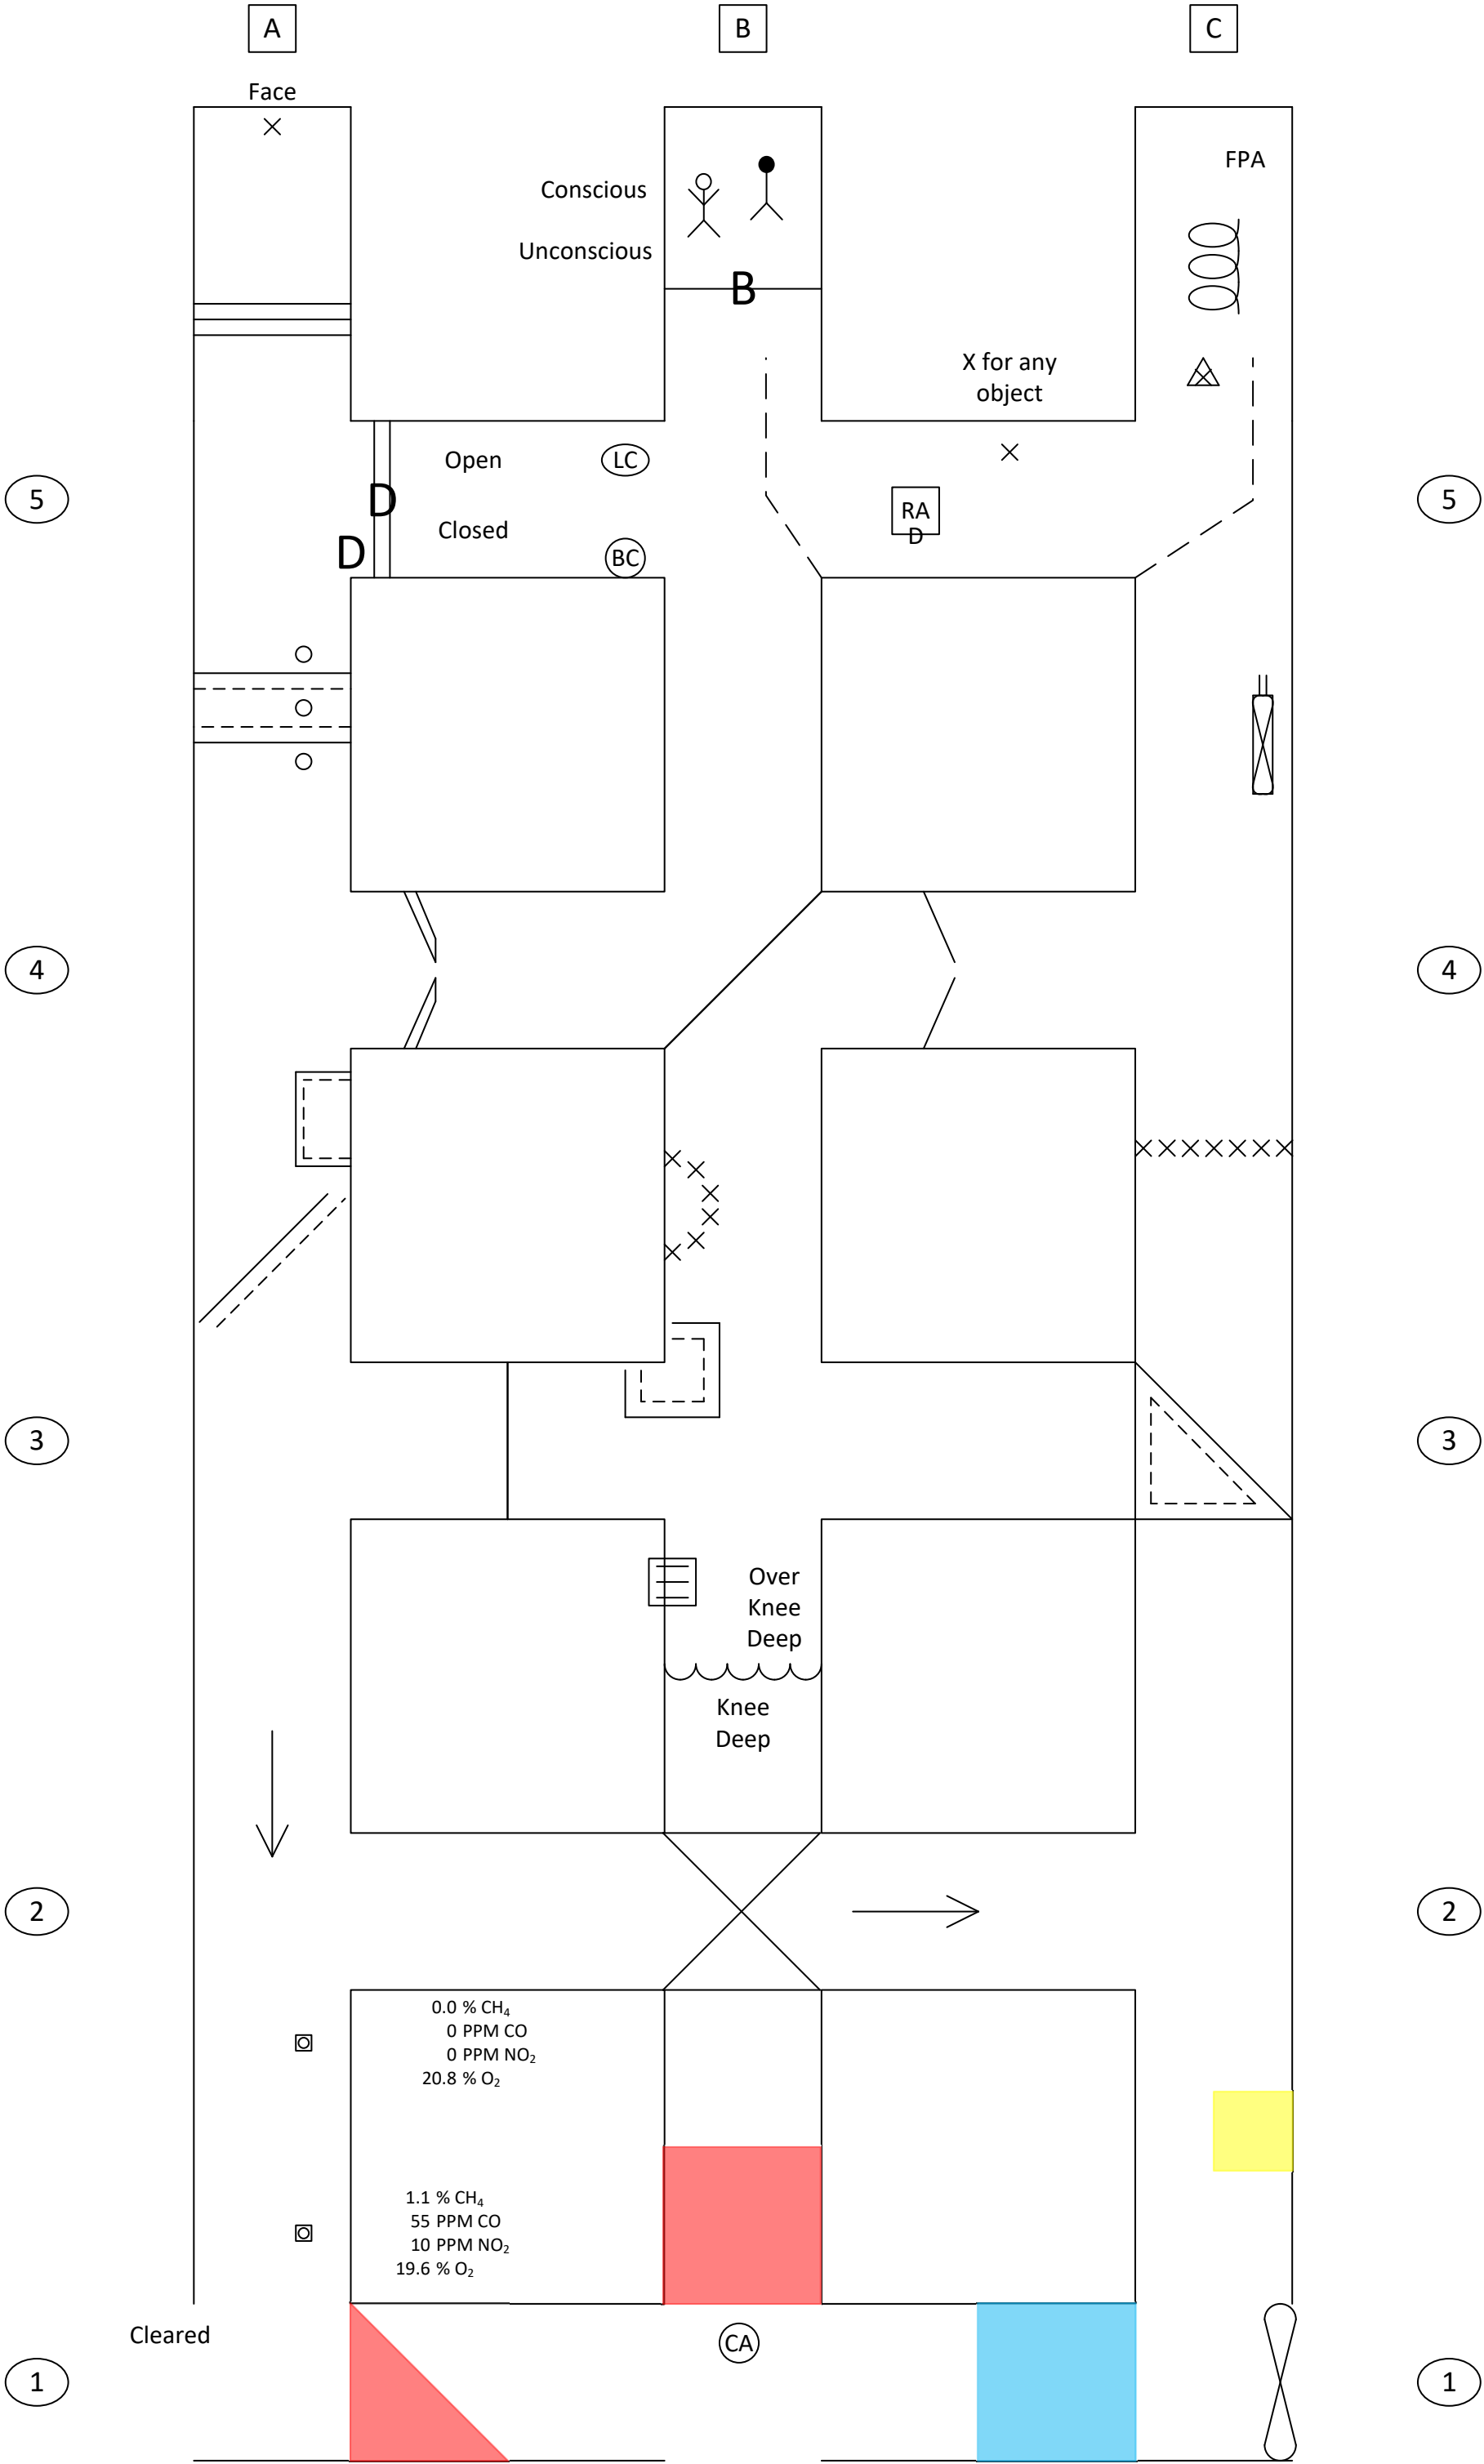 A
B
C
Face
Conscious
Unconscious
B
FPA
X for any
object
5
Open
LC
D
Closed
D
BC
RA
D
5
4
4
3
3
Over
Knee
Deep
Knee
Deep
2
2
0.0 % CH₄
0 PPM CO
0 PPM NO₂
20.8 % O₂
1.1 % CH₄
55 PPM CO
10 PPM NO₂
19.6 % O₂
Cleared
CA
1
1